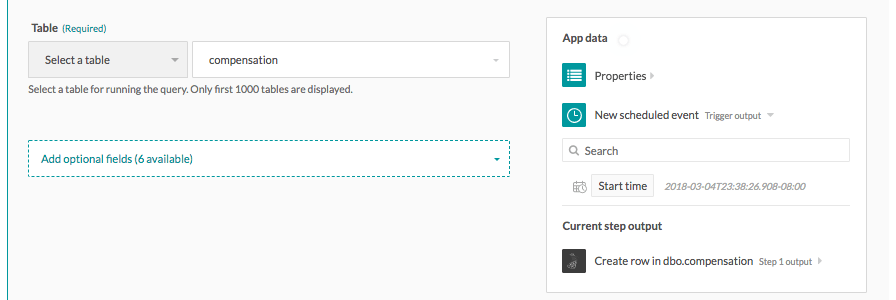 Table (Required)
Select a table
compensation
Select a table for running the query. Only first 1000 tables are displayed.
Add optional fields (6 available)
App data
Properties
New scheduled event Trigger output
Search
Start time 2018-03-04T23:38:26.908-08:00
Current step output
Create row in dbo.compensation Step 1 output